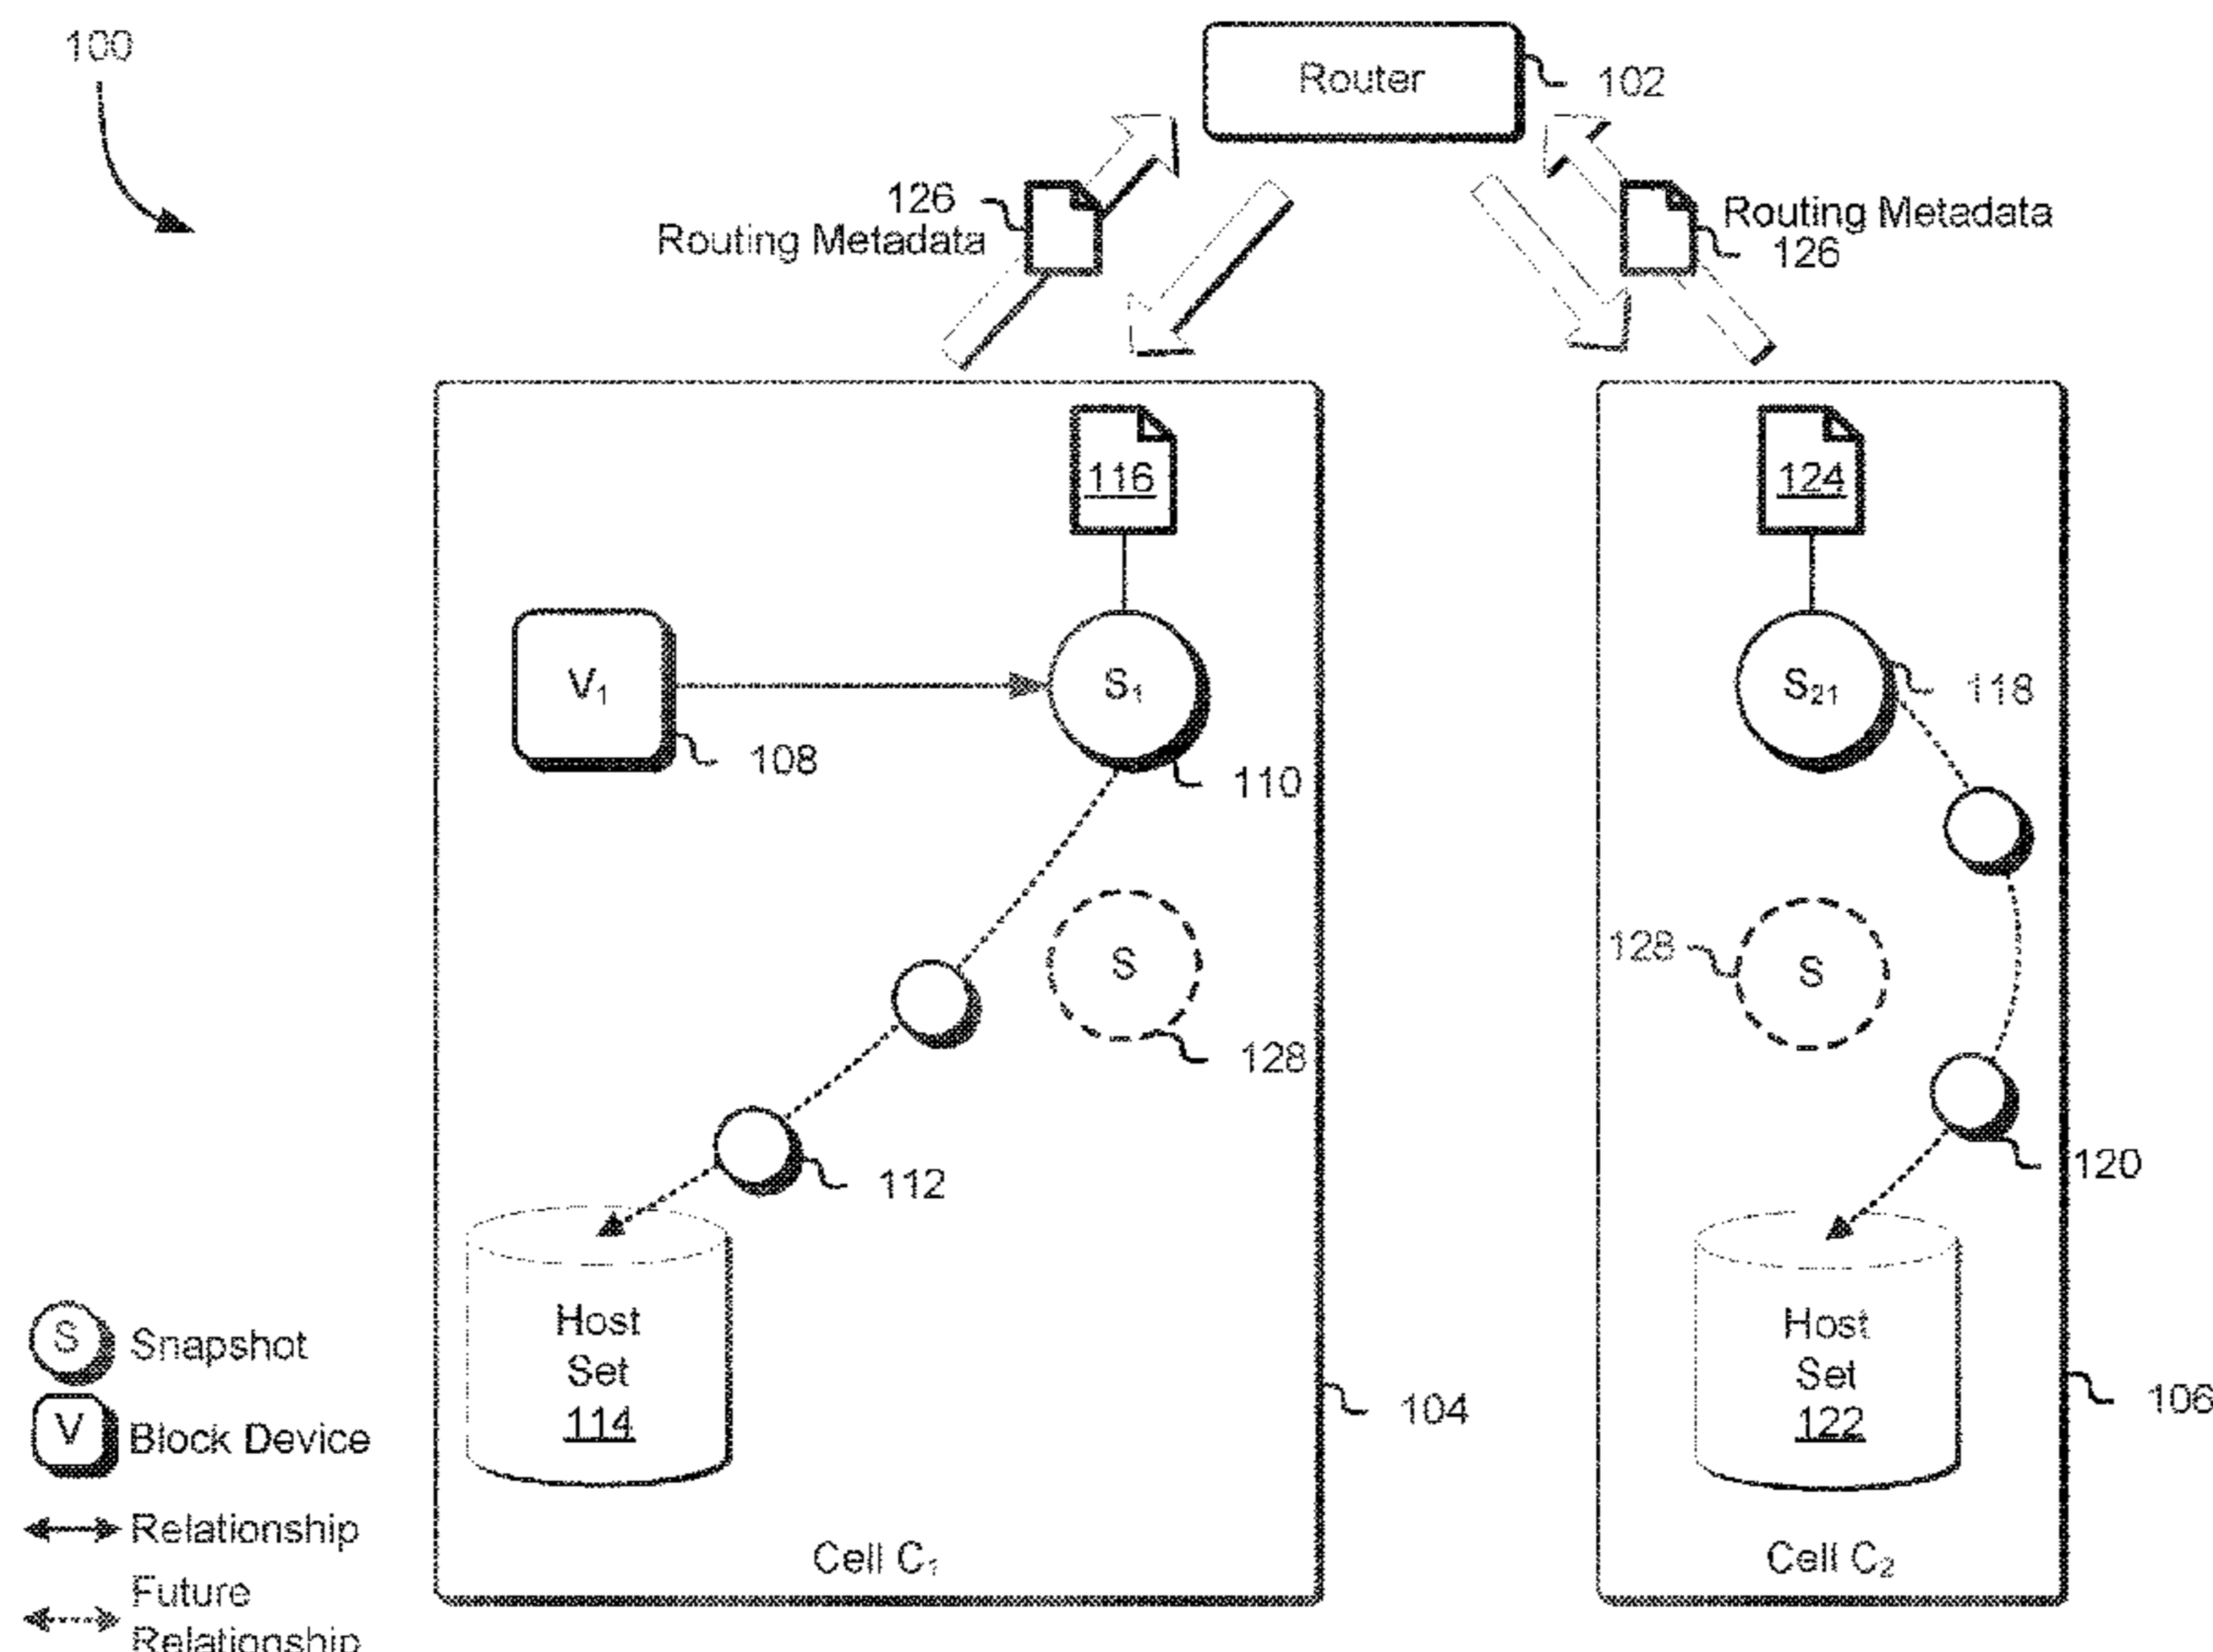 100
Router
102
126
Routing Metadata
Routing Metadata
126
116
124
V1
S1
S21
118
108
110
128
S
S
128
112
120
Host
Set
114
Host
Set
122
S Snapshot
V Block Device
Relationship
Future
Relationship
104
106
Cell C1
Cell C2